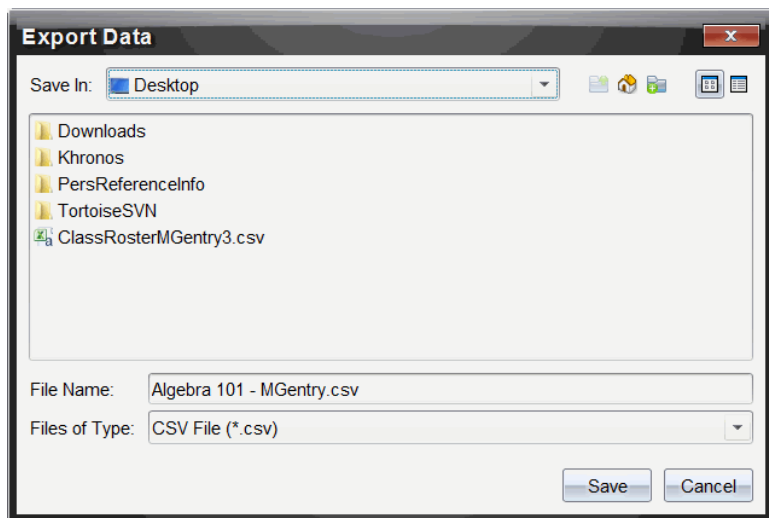 Export Data
Save In: Desktop
Downloads
Khronos
PersReferenceInfo
TortoiseSVN
ClassRosterMGentry3.csv
File Name: Algebra 101 - MGentry.csv
Files of Type: CSV File (*.csv)
Save Cancel